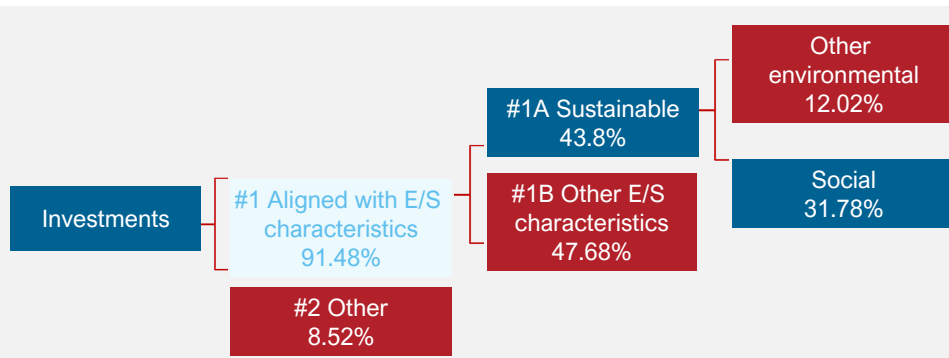 Investments
#1 Aligned with E/S
characteristics
91.48%
#2 Other
8.52%
#1A Sustainable
43.8%
#1B Other E/S
characteristics
47.68%
Other
environmental
12.02%
Social
31.78%